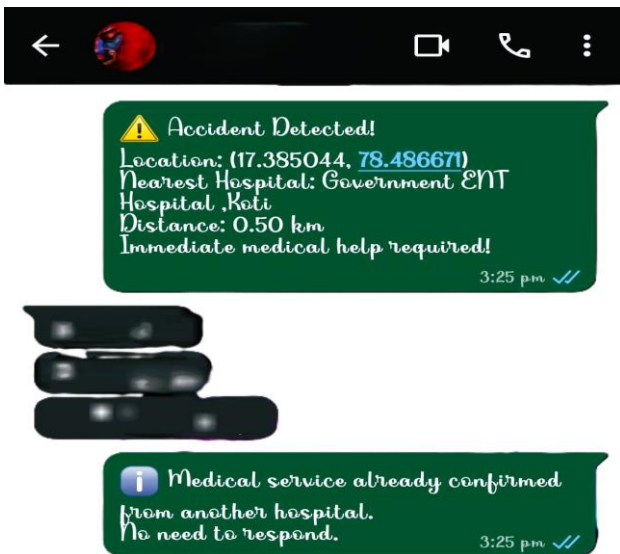 Accident Detected!
Location: (17.385044, 78.486671)
Nearest Hospital: Government ENT
Hospital ,Koti
Distance: 0.50 km
Immediate medical help required!
3:25 pm
Medical service already confirmed
from another hospital.
No need to respond.
3:25 pm